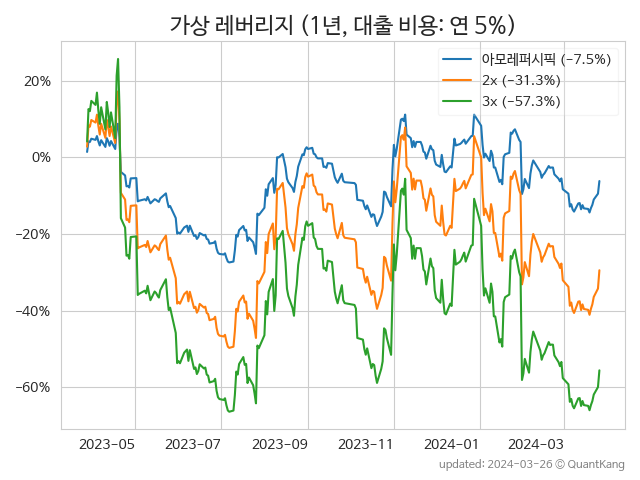 가상 레버리지 (1년, 대출 비용: 연 5%)
아모레퍼시픽 (−7.5%)
2x (−31.3%)
3x (−57.3%)
20%
0%
−20%
−40%
−60%
2023-05 2023-07 2023-09 2023-11 2024-01 2024-03
updated: 2024-03-26 © QuantKang